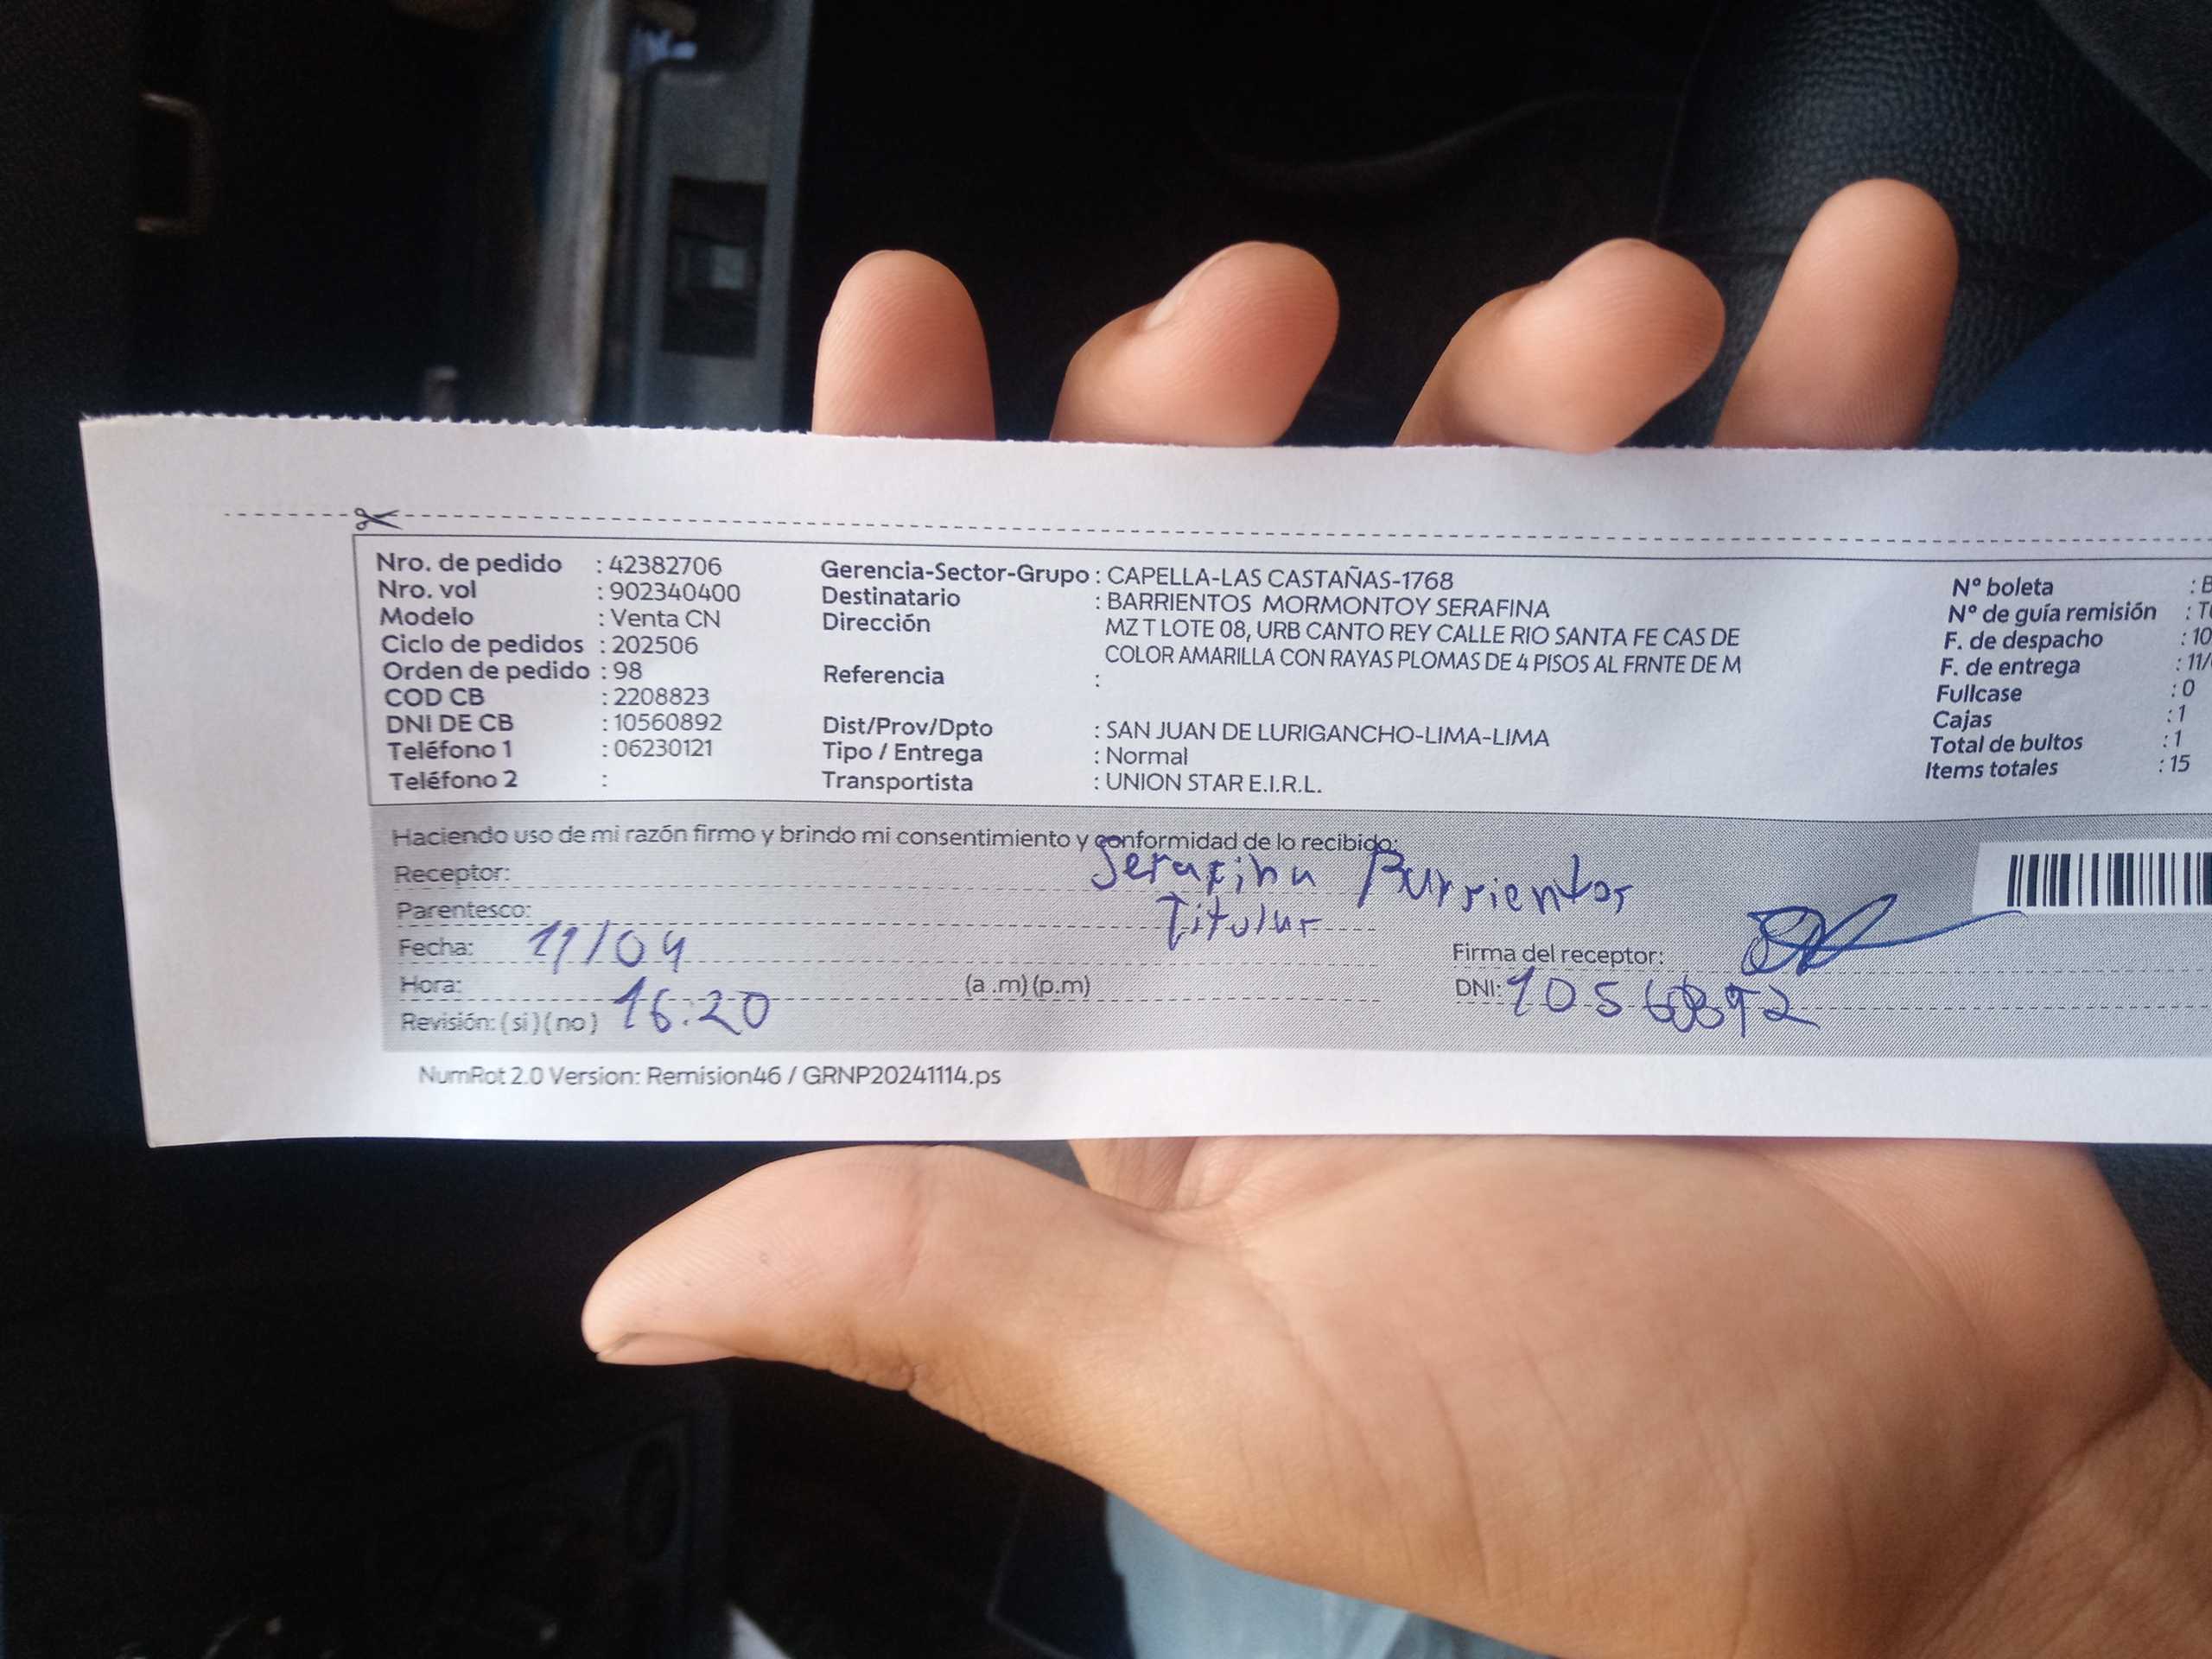 Nro. de pedido : 42382706
Nro. vol : 902340400
Modelo : Venta CN
Ciclo de pedidos : 202506
Orden de pedido : 98
COD CB : 2208823
DNI DE CB : 10560892
Teléfono 1 : 06230121
Teléfono 2 :
Gerencia-Sector-Grupo : CAPELLA-LAS CASTAÑAS-1768
Destinatario : BARRIENTOS MORMONTOY SERAFINA
Dirección MZ T LOTE 08, URB CANTO REY CALLE RIO SANTA FE CAS DE
COLOR AMARILLA CON RAYAS PLOMAS DE 4 PISOS AL FRNTE DE M
Referencia :
Dist/Prov/Dpto : SAN JUAN DE LURIGANCHO-LIMA-LIMA
Tipo / Entrega : Normal
Transportista : UNION STAR E.I.R.L.
N° boleta : B
N° de guía remisión : T
F. de despacho : 10
F. de entrega : 11/
Fullcase : 0
Cajas : 1
Total de bultos : 1
Items totales : 15
Haciendo uso de mi razón firmo y brindo mi consentimiento y conformidad de lo recibido:
Receptor: Serafina Barrientos
Parentesco: Titular
Fecha: 11/04
Hora: 16:20 (a .m) (p.m)
Revisión: ( si ) ( no )
Firma del receptor:
DNI: 10560892
NumRot 2.0 Version: Remision46 / GRNP20241114.ps